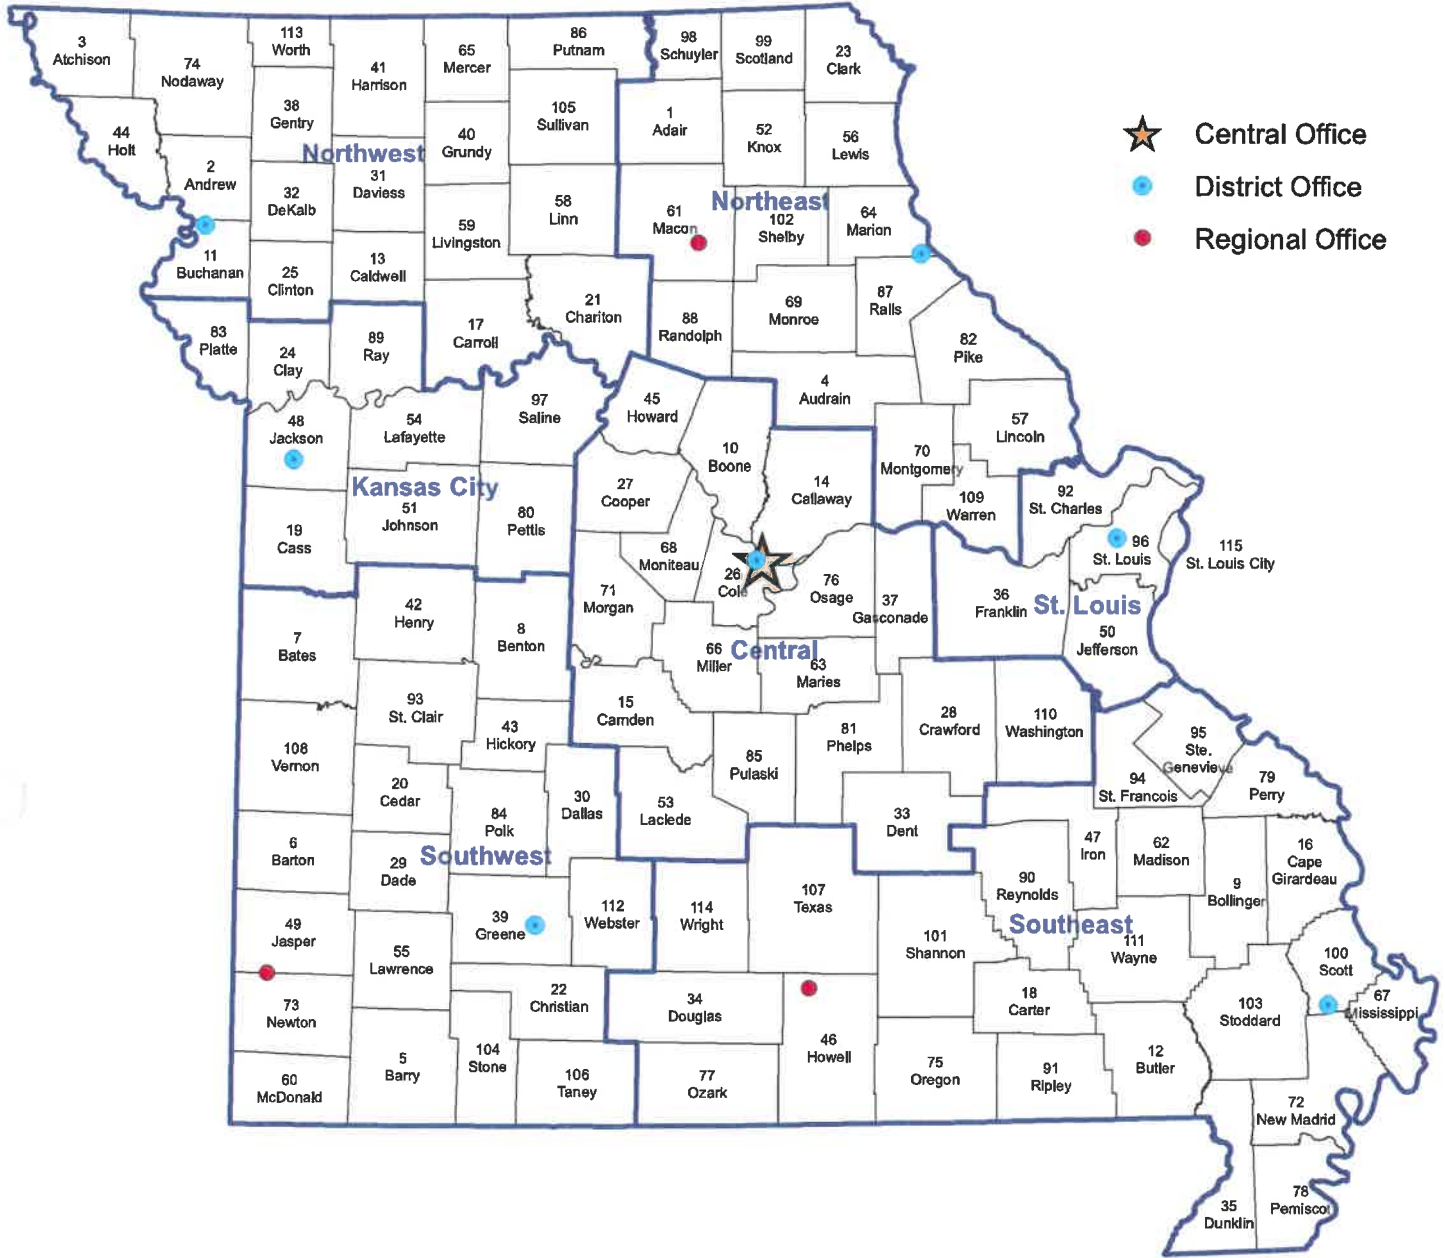 3
Atchison
74
Nodaway
113
Worth
41
Harrison
65
Mercer
86
Putnam
98
Schuyler
99
Scotland
23
Clark
44
Holt
38
Gentry
105
Sullivan
1
Adair
52
Knox
56
Lewis
40
Grundy
Northwest
2
Andrew
32
DeKalb
31
Daviess
59
Livingston
58
Linn
61
Macon
Northeast
102
Shelby
64
Marion
11
Buchanan
25
Clinton
13
Caldwell
17
Carroll
21
Chariton
88
Randolph
69
Monroe
87
Ralls
82
Pike
83
Platte
24
Clay
89
Ray
4
Audrain
48
Jackson
54
Lafayette
97
Saline
45
Howard
10
Boone
14
Callaway
70
Montgomery
57
Lincoln
109
Warren
Kansas City
51
Johnson
80
Pettis
27
Cooper
19
Cass
68
Moniteau
26
Cole
76
Osage
37
Gasconade
92
St. Charles
96
St. Louis
115
St. Louis City
36
Franklin
St. Louis
50
Jefferson
7
Bates
42
Henry
8
Benton
71
Morgan
66
Miller
Central
63
Maries
93
St. Clair
43
Hickory
15
Camden
85
Pulaski
81
Phelps
28
Crawford
110
Washington
95
Ste.
Genevieve
94
St. Francois
79
Perry
108
Vernon
20
Cedar
84
Polk
30
Dallas
53
Laclede
33
Dent
6
Barton
29
Dade
Southwest
47
Iron
62
Madison
16
Cape
Girardeau
9
Bollinger
90
Reynolds
49
Jasper
39
Greene
112
Webster
114
Wright
107
Texas
101
Shannon
Southeast
111
Wayne
55
Lawrence
100
Scott
67
Mississippi
73
Newton
22
Christian
34
Douglas
46
Howell
18
Carter
103
Stoddard
60
McDonald
5
Barry
104
Stone
106
Taney
77
Ozark
75
Oregon
91
Ripley
12
Butler
72
New Madrid
35
Dunklin
78
Pemiscot
Central Office
District Office
Regional Office